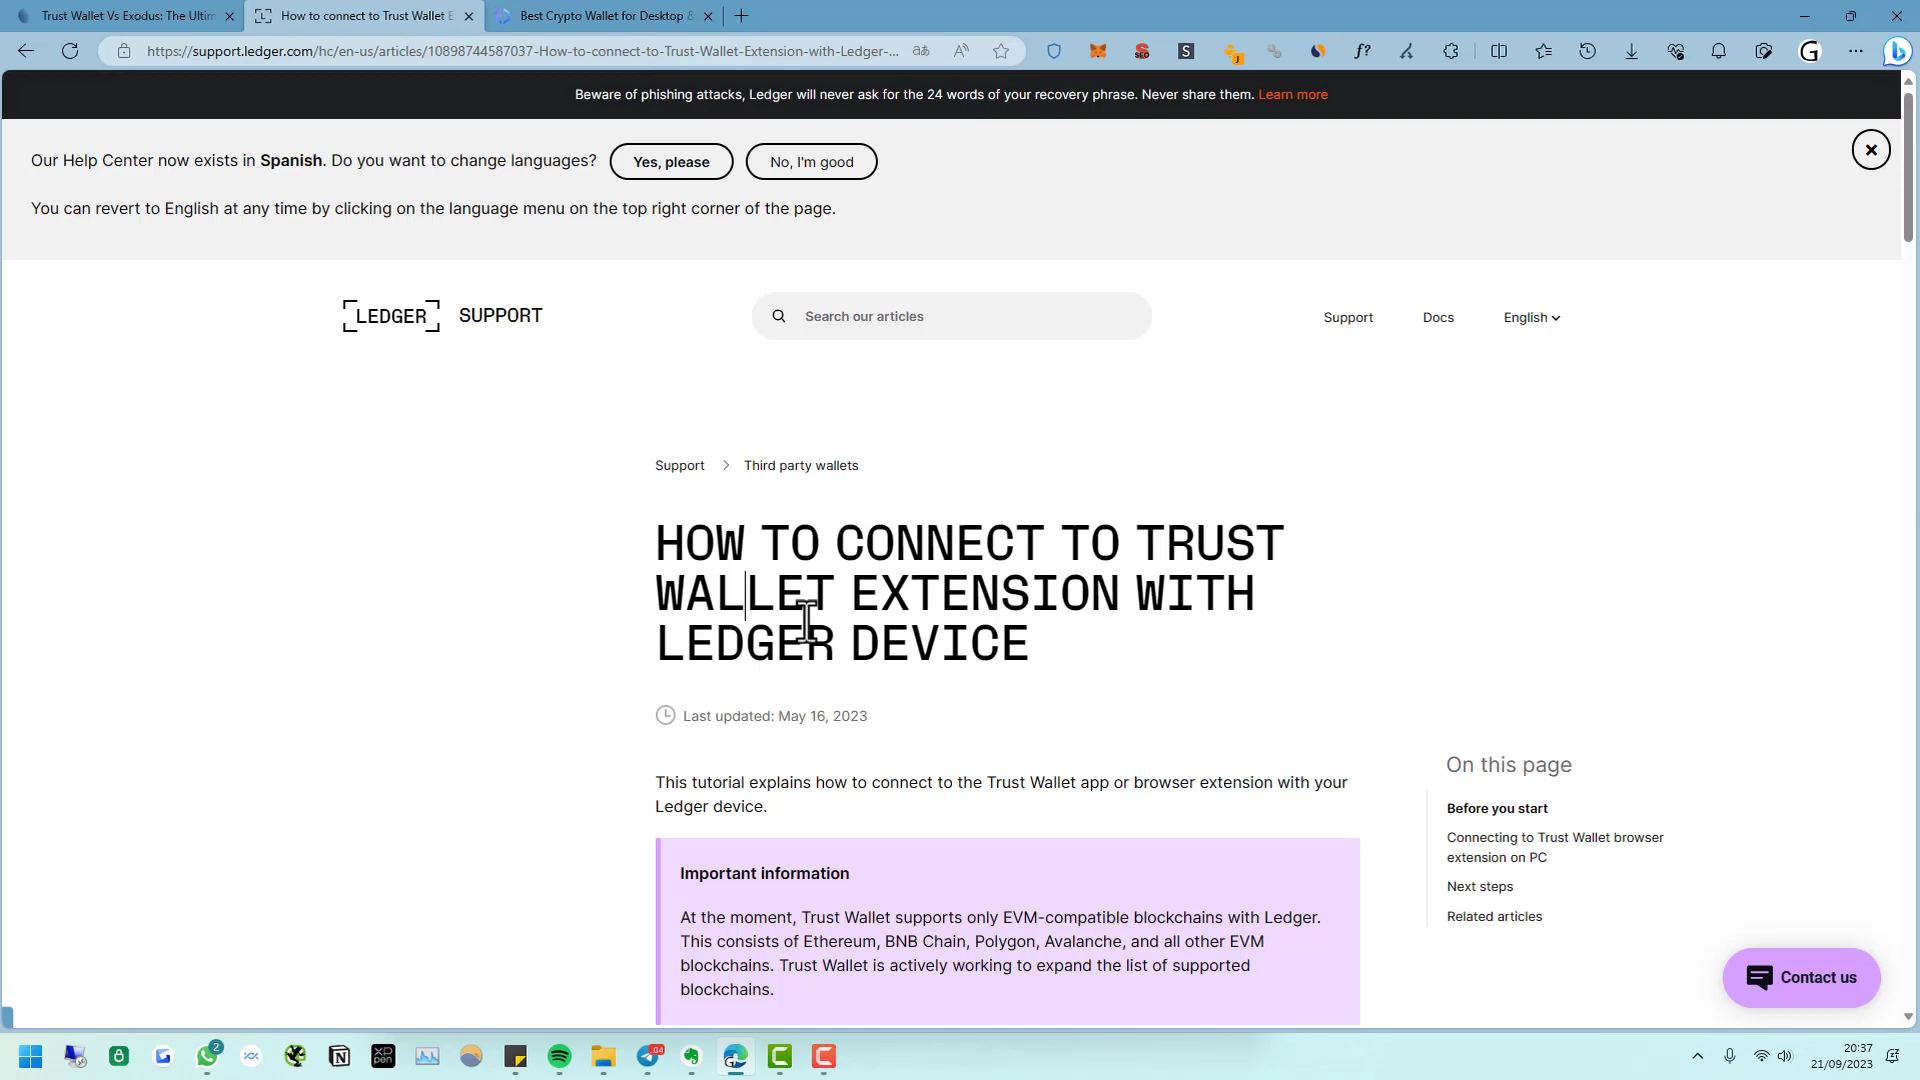 Trust Wallet Vs Exodus: The Ultim
How to connect to Trust Wallet E
Best Crypto Wallet for Desktop &
https://support.ledger.com/hc/en-us/articles/10898744587037-How-to-connect-to-Trust-Wallet-Extension-with-Ledger-...
Beware of phishing attacks, Ledger will never ask for the 24 words of your recovery phrase. Never share them. Learn more
Our Help Center now exists in Spanish. Do you want to change languages?
Yes, please
No, I'm good
You can revert to English at any time by clicking on the language menu on the top right corner of the page.
LEDGER SUPPORT
Search our articles
Support
Docs
English
Support > Third party wallets
HOW TO CONNECT TO TRUST
WALLET EXTENSION WITH
LEDGER DEVICE
Last updated: May 16, 2023
This tutorial explains how to connect to the Trust Wallet app or browser extension with your
Ledger device.
Important information
At the moment, Trust Wallet supports only EVM-compatible blockchains with Ledger.
This consists of Ethereum, BNB Chain, Polygon, Avalanche, and all other EVM
blockchains. Trust Wallet is actively working to expand the list of supported
blockchains.
On this page
Before you start
Connecting to Trust Wallet browser
extension on PC
Next steps
Related articles
Contact us
20:37
21/09/2023